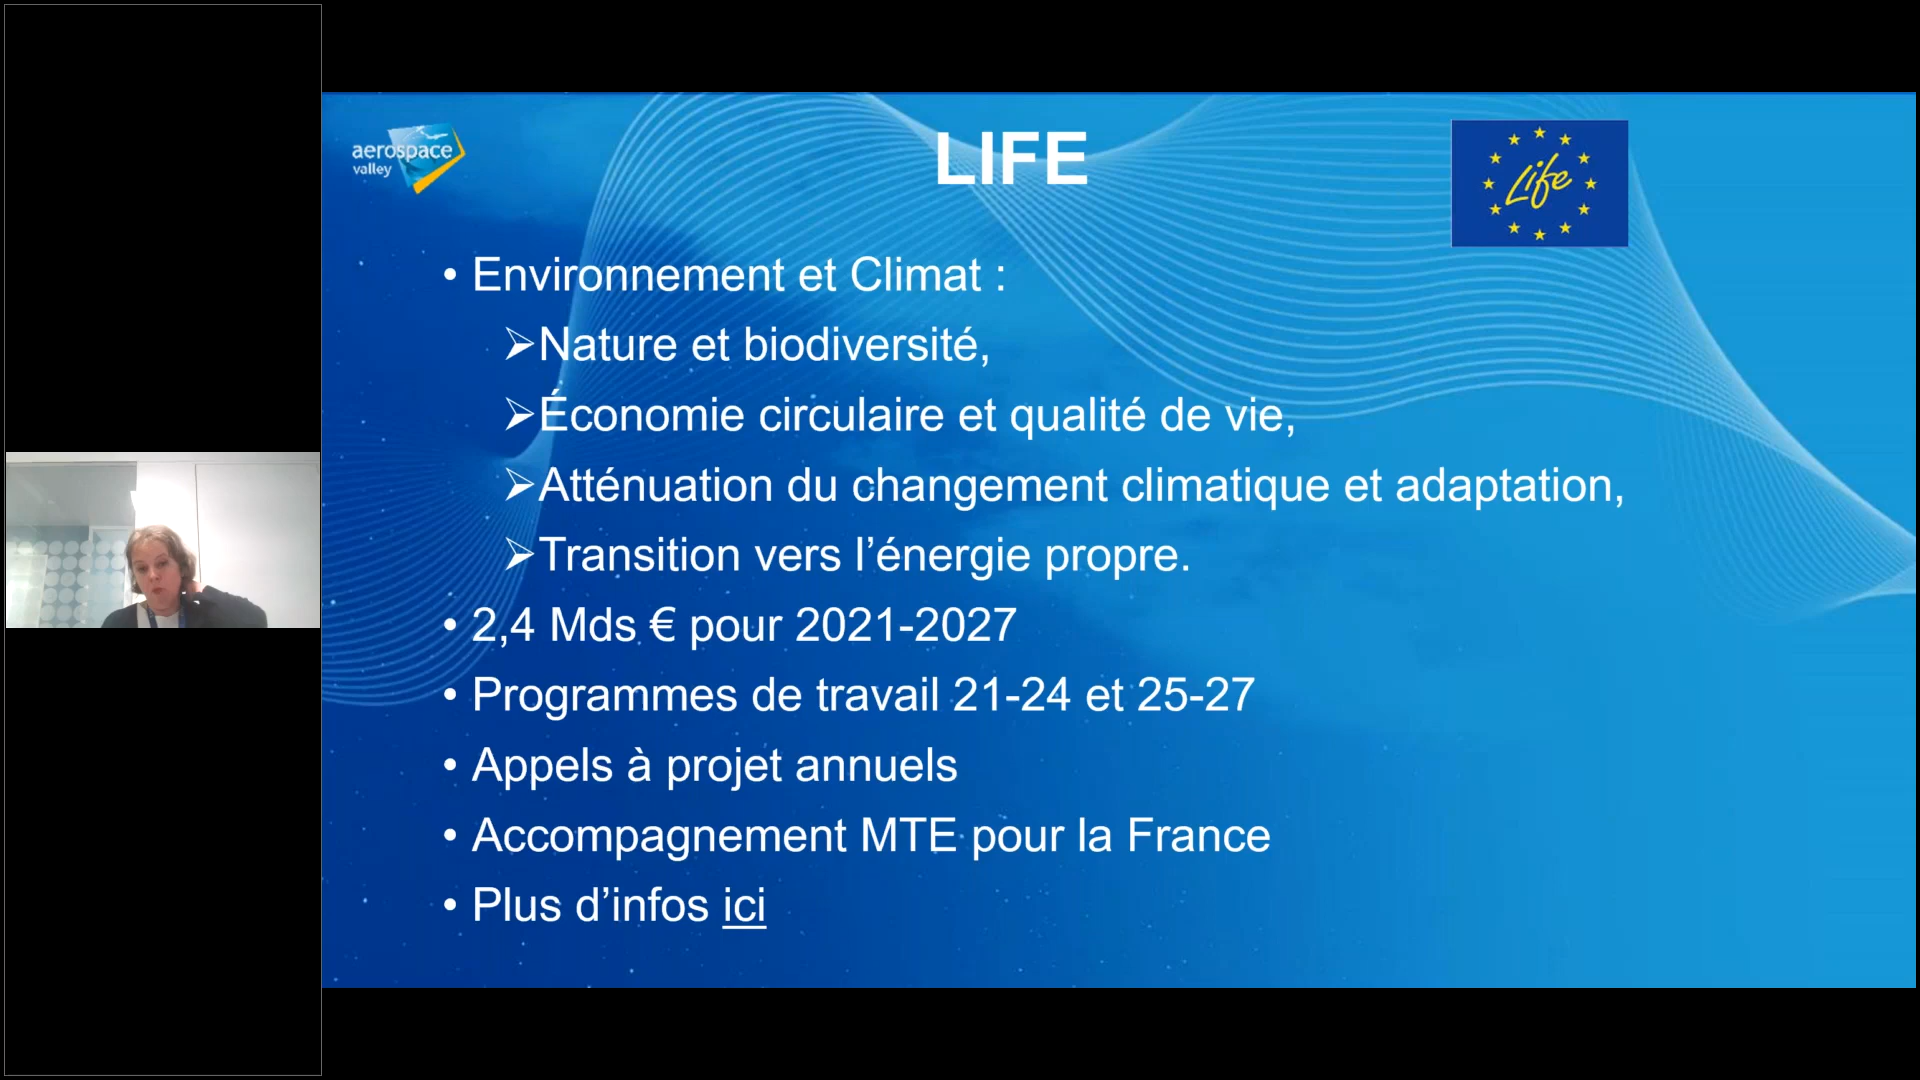 aerospace
valley
LIFE
Life
• Environnement et Climat :
➢Nature et biodiversité,
➢Économie circulaire et qualité de vie,
➢Atténuation du changement climatique et adaptation,
➢Transition vers l’énergie propre.
• 2,4 Mds € pour 2021-2027
• Programmes de travail 21-24 et 25-27
• Appels à projet annuels
• Accompagnement MTE pour la France
• Plus d’infos ici